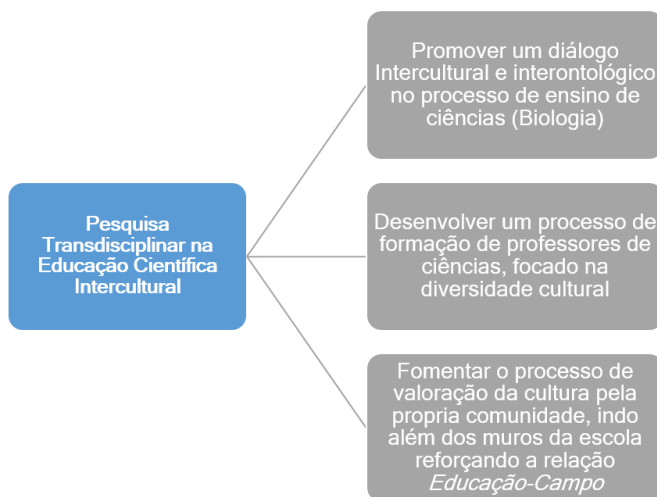 Promover um diálogo
Intercultural e interontológico
no processo de ensino de
ciências (Biologia)
Pesquisa
Transdisciplinar na
Educação Científica
Intercultural
Desenvolver um processo de
formação de professores de
ciências, focado na
diversidade cultural
Fomentar o processo de
valoração da cultura pela
propria comunidade, indo
além dos muros da escola
reforçando a relação
Educação-Campo